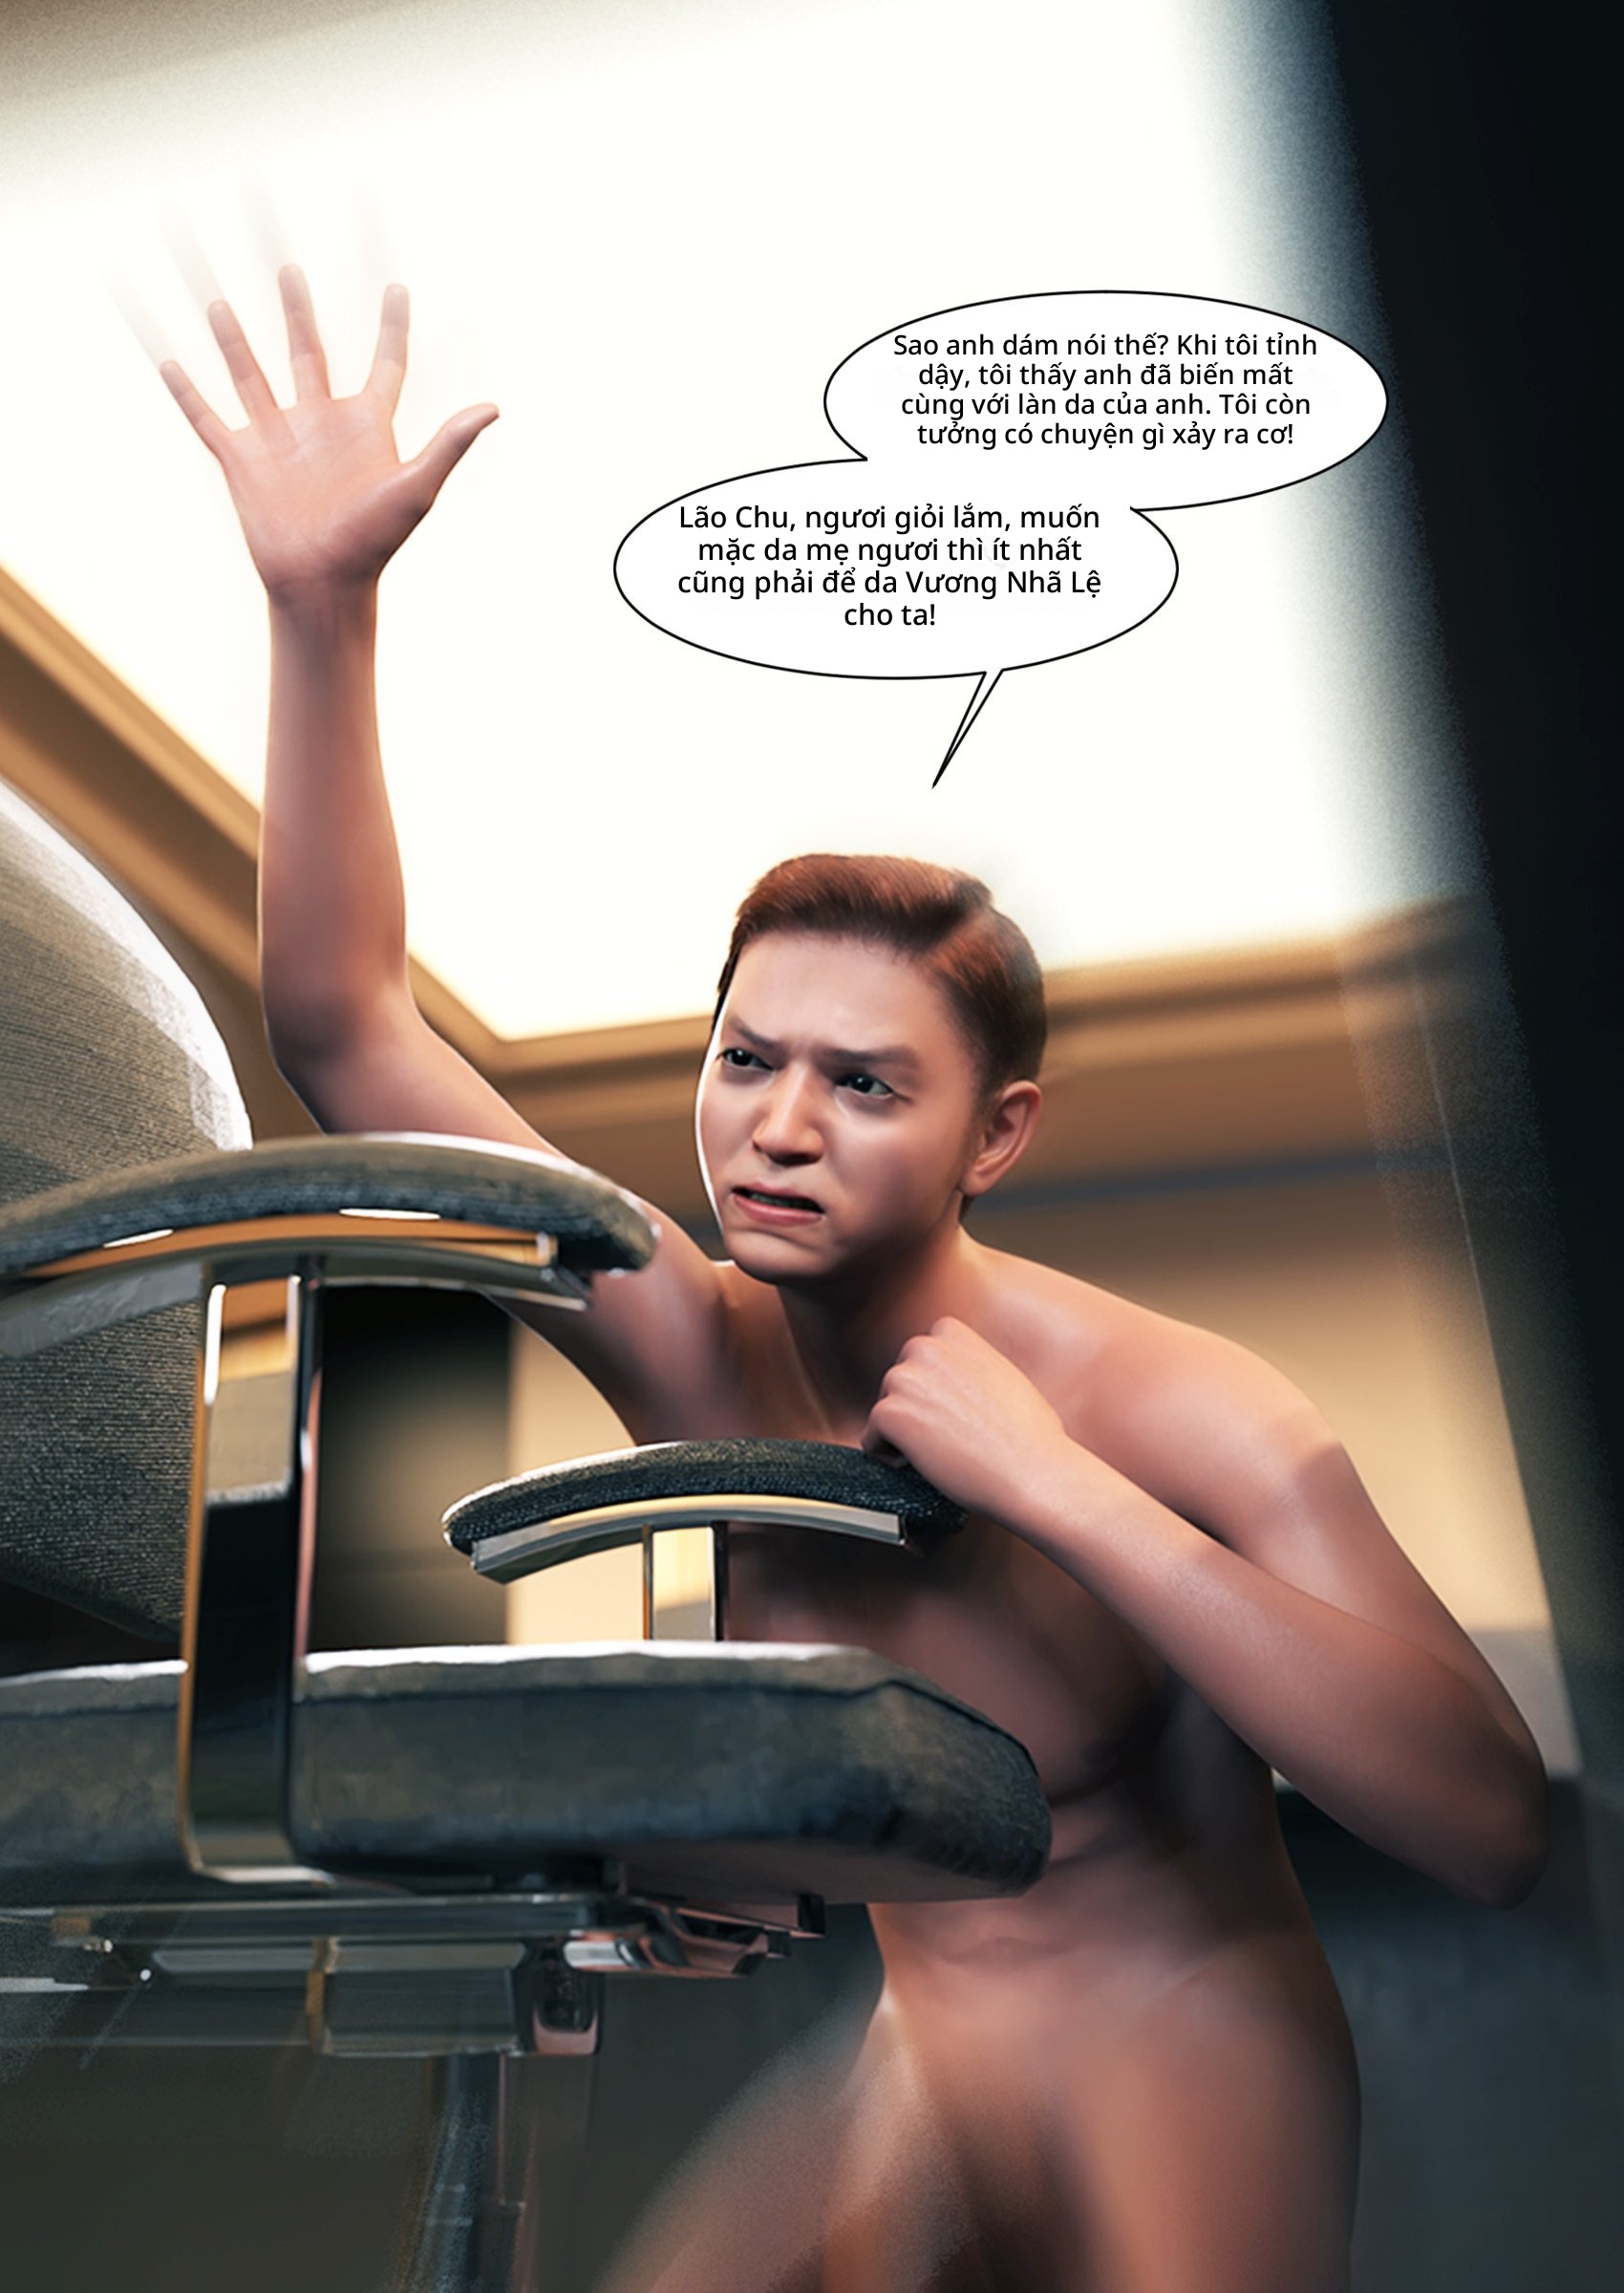 Sao anh dám nói thế? Khi tôi tỉnh
dậy, tôi thấy anh đã biến mất
cùng với làn da của anh. Tôi còn
tưởng có chuyện gì xảy ra cơ!
Lão Chu, ngươi giỏi lắm, muốn
mặc da mẹ ngươi thì ít nhất
cũng phải để da Vương Nhã Lệ
cho ta!